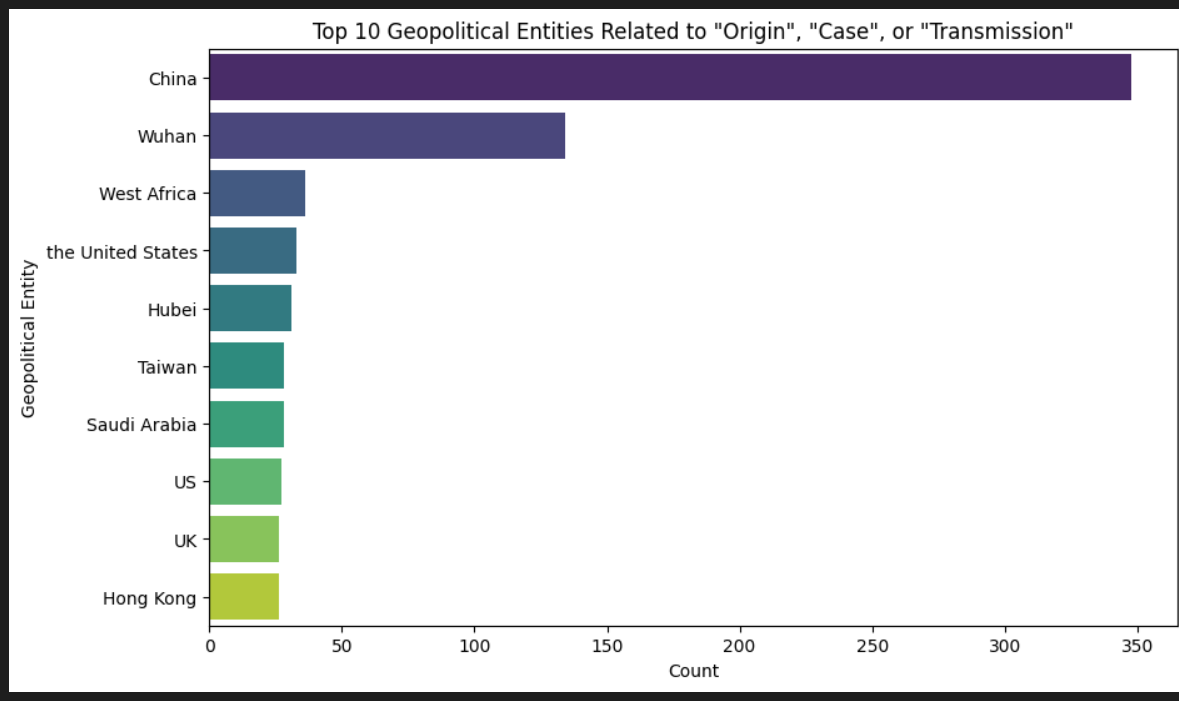 Top 10 Geopolitical Entities Related to "Origin", "Case", or "Transmission"
Geopolitical Entity
China
Wuhan
West Africa
the United States
Hubei
Taiwan
Saudi Arabia
US
UK
Hong Kong
0 50 100 150 200 250 300 350
Count